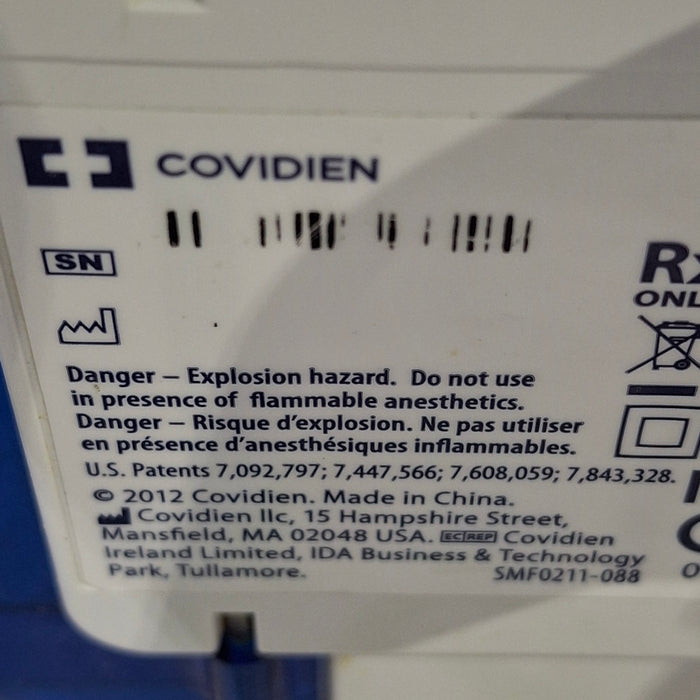 COVIDIEN
SN
Rx
ONL
Danger – Explosion hazard. Do not use
in presence of flammable anesthetics.
Danger – Risque d'explosion. Ne pas utiliser
en présence d'anesthésiques inflammables.
U.S. Patents 7,092,797; 7,447,566; 7,608,059; 7,843,328.
© 2012 Covidien. Made in China.
Covidien llc, 15 Hampshire Street,
Mansfield, MA 02048 USA. EC REP Covidien
Ireland Limited, IDA Business & Technology
Park, Tullamore. SMF0211-088